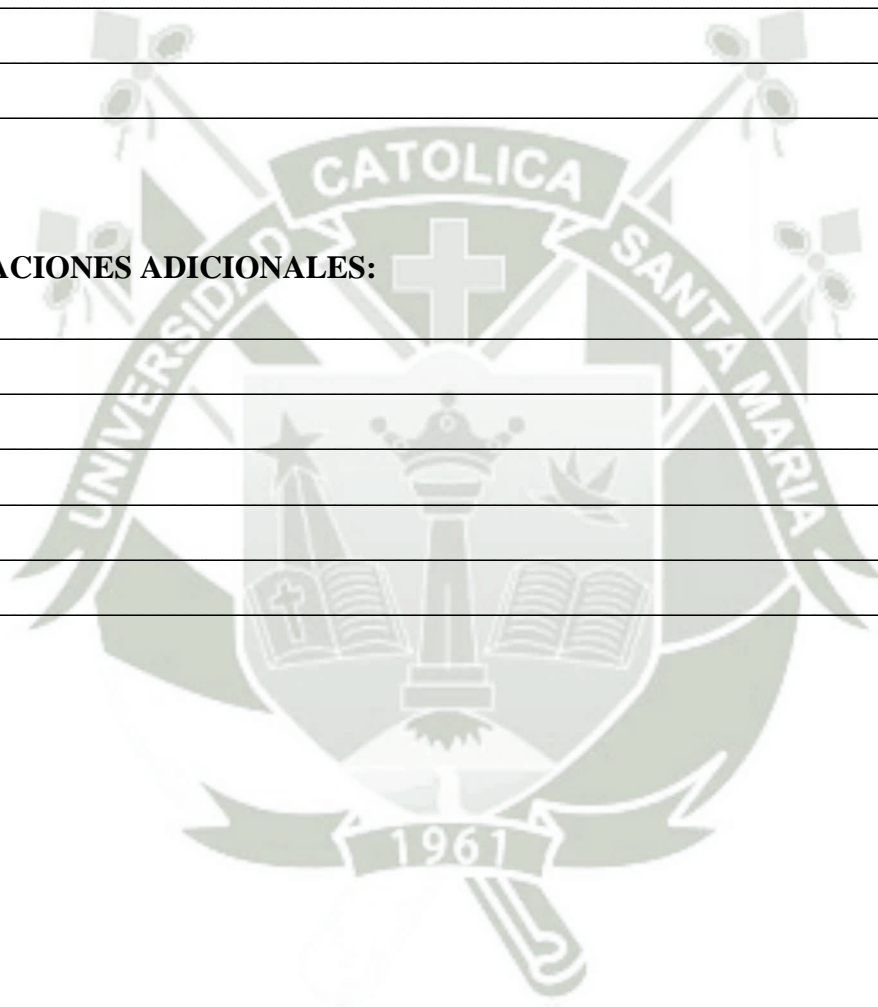 CATOLICA
UNIVERSIDAD
SANTA MARIA
ACIONES ADICIONALES:
1961